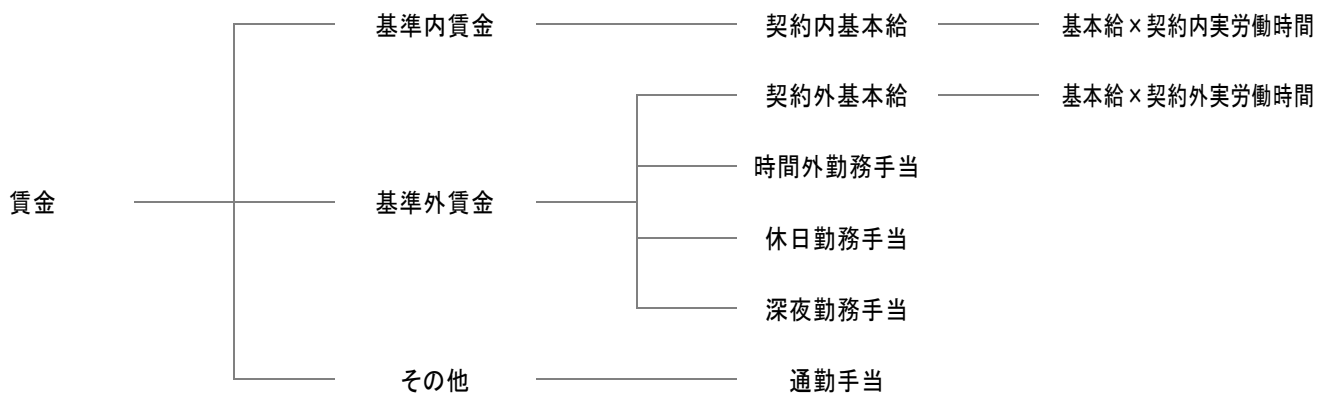 基準内賃金 契約内基本給 基本給×契約内実労働時間
契約外基本給 基本給×契約外実労働時間
時間外勤務手当
賃金 基準外賃金
休日勤務手当
深夜勤務手当
その他 通勤手当